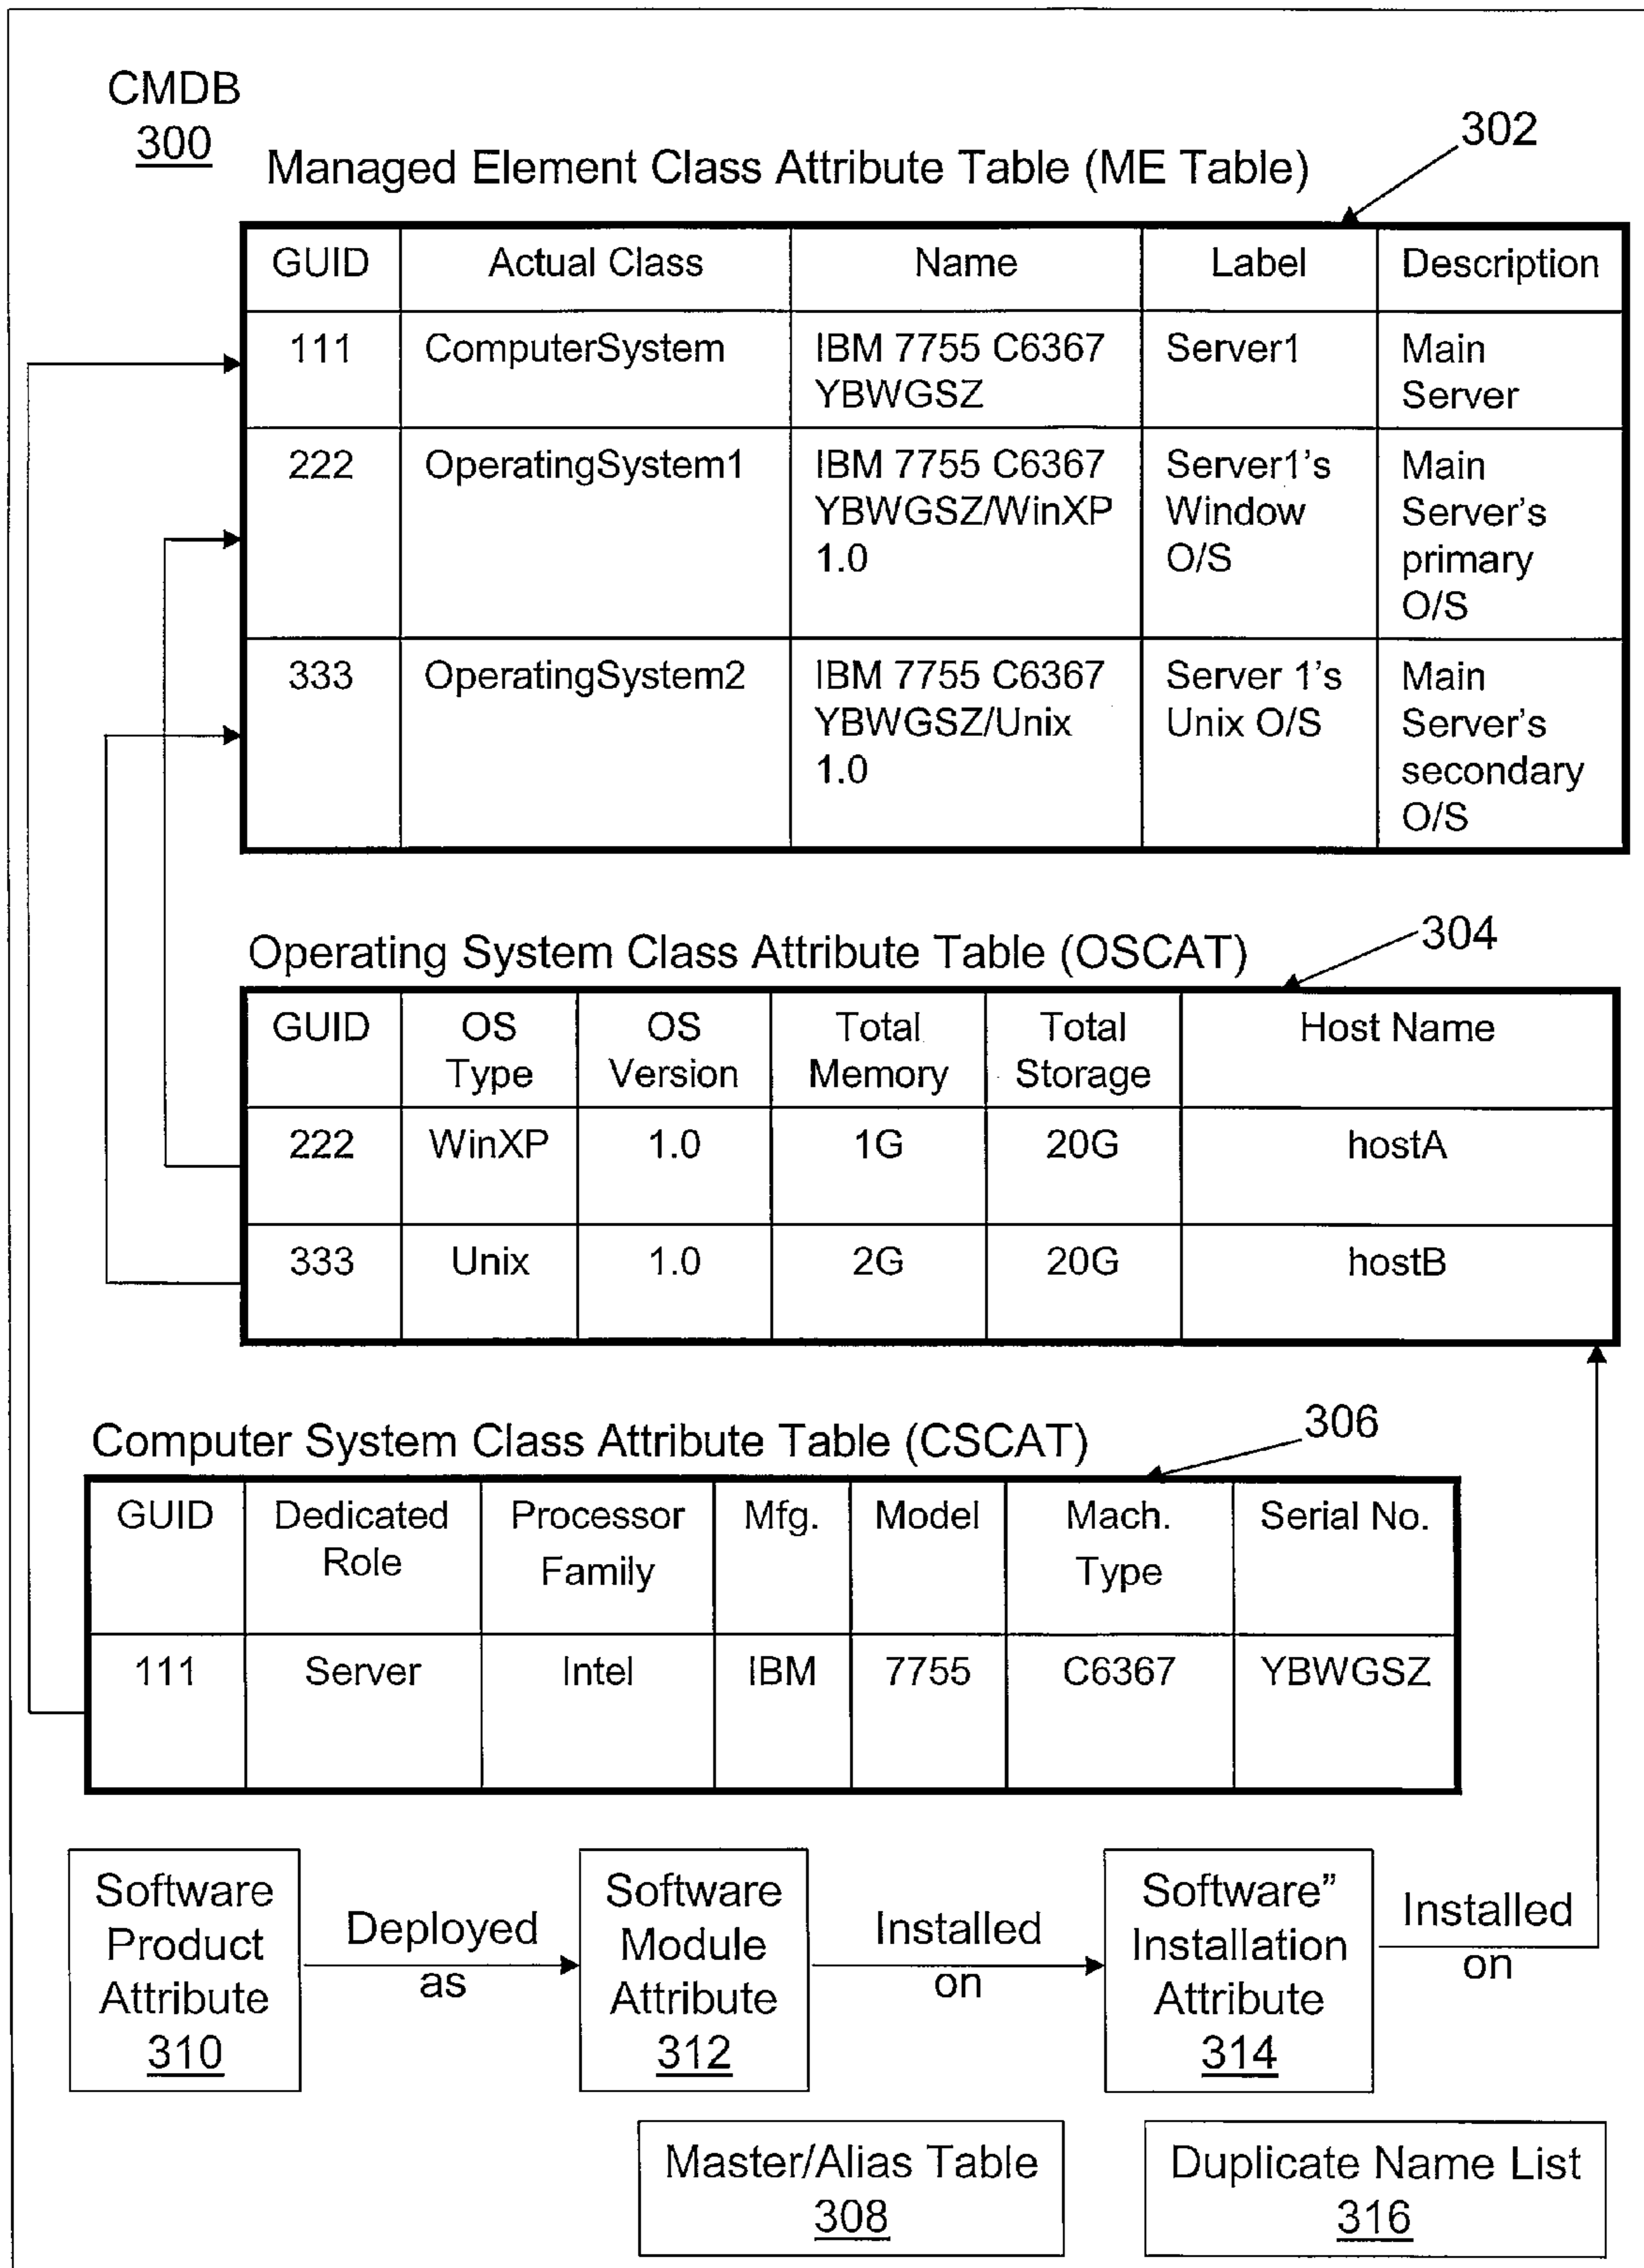 CMDB
300
302
Managed Element Class Attribute Table (ME Table)
GUID Actual Class Name Label Description
111 ComputerSystem IBM 7755 C6367 Server1 Main
YBWGSZ Server
222 OperatingSystem1 IBM 7755 C6367 Server1's Main
YBWGSZ/WinXP Window Server's
1.0 O/S primary
O/S
333 OperatingSystem2 IBM 7755 C6367 Server 1's Main
YBWGSZ/Unix Unix O/S Server's
1.0 secondary
O/S
304
Operating System Class Attribute Table (OSCAT)
GUID OS OS Total Total Host Name
Type Version Memory Storage
222 WinXP 1.0 1G 20G hostA
333 Unix 1.0 2G 20G hostB
306
Computer System Class Attribute Table (CSCAT)
GUID Dedicated Processor Mfg. Model Mach. Serial No.
Role Family Type
111 Server Intel IBM 7755 C6367 YBWGSZ
Software
Product
Attribute
310
Deployed
as
Software
Module
Attribute
312
Installed
on
Software”
Installation
Attribute
314
Installed
on
Master/Alias Table
308
Duplicate Name List
316